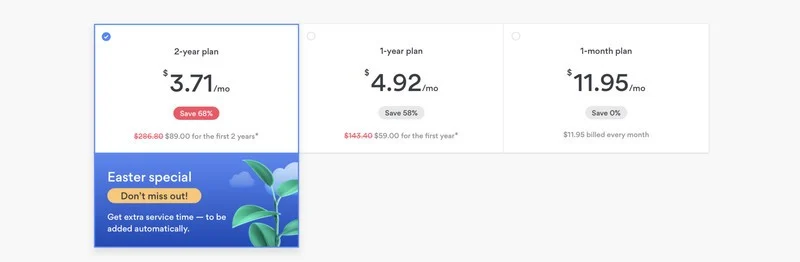 2-year plan
$3.71/mo
Save 68%
$286.80 $89.00 for the first 2 years*
Easter special
Don't miss out!
Get extra service time — to be
added automatically.
1-year plan
$4.92/mo
Save 58%
$143.40 $59.00 for the first year*
1-month plan
$11.95/mo
Save 0%
$11.95 billed every month